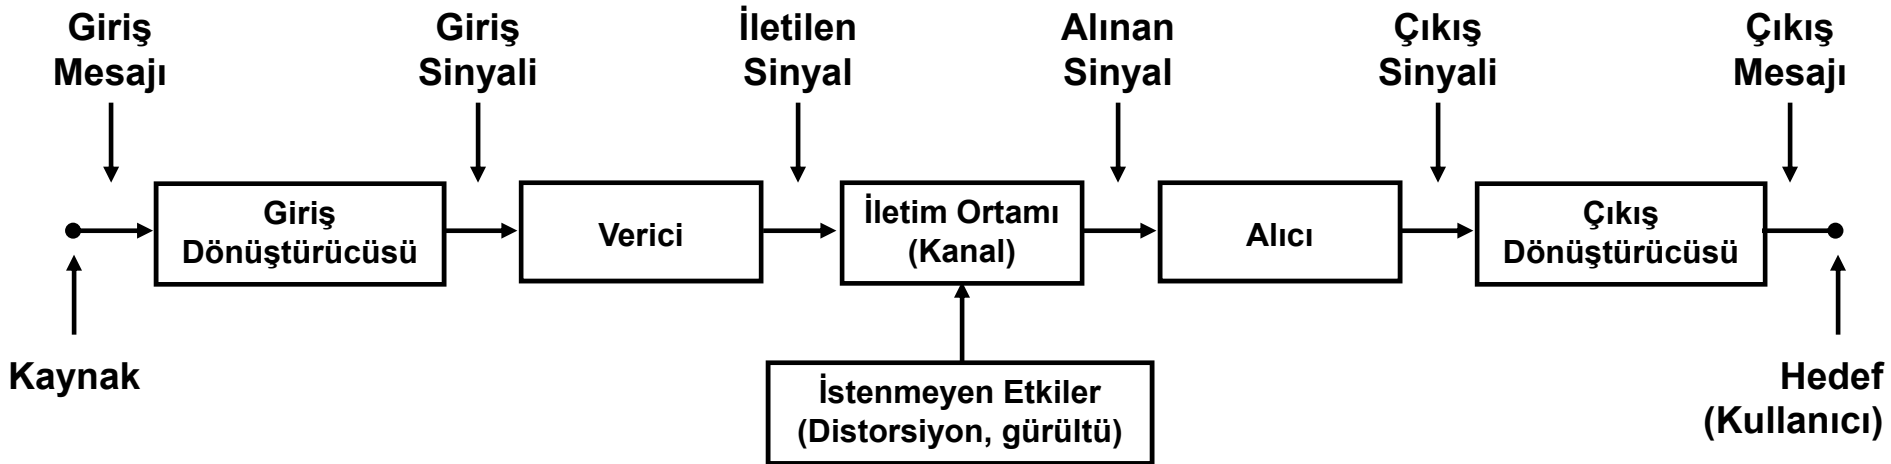 Giriş
Mesajı
Giriş
Sinyali
İletilen
Sinyal
Alınan
Sinyal
Çıkış
Sinyali
Çıkış
Mesajı
Giriş
Dönüştürücüsü
Verici
İletim Ortamı
(Kanal)
Alıcı
Çıkış
Dönüştürücüsü
Kaynak
İstenmeyen Etkiler
(Distorsiyon, gürültü)
Hedef
(Kullanıcı)